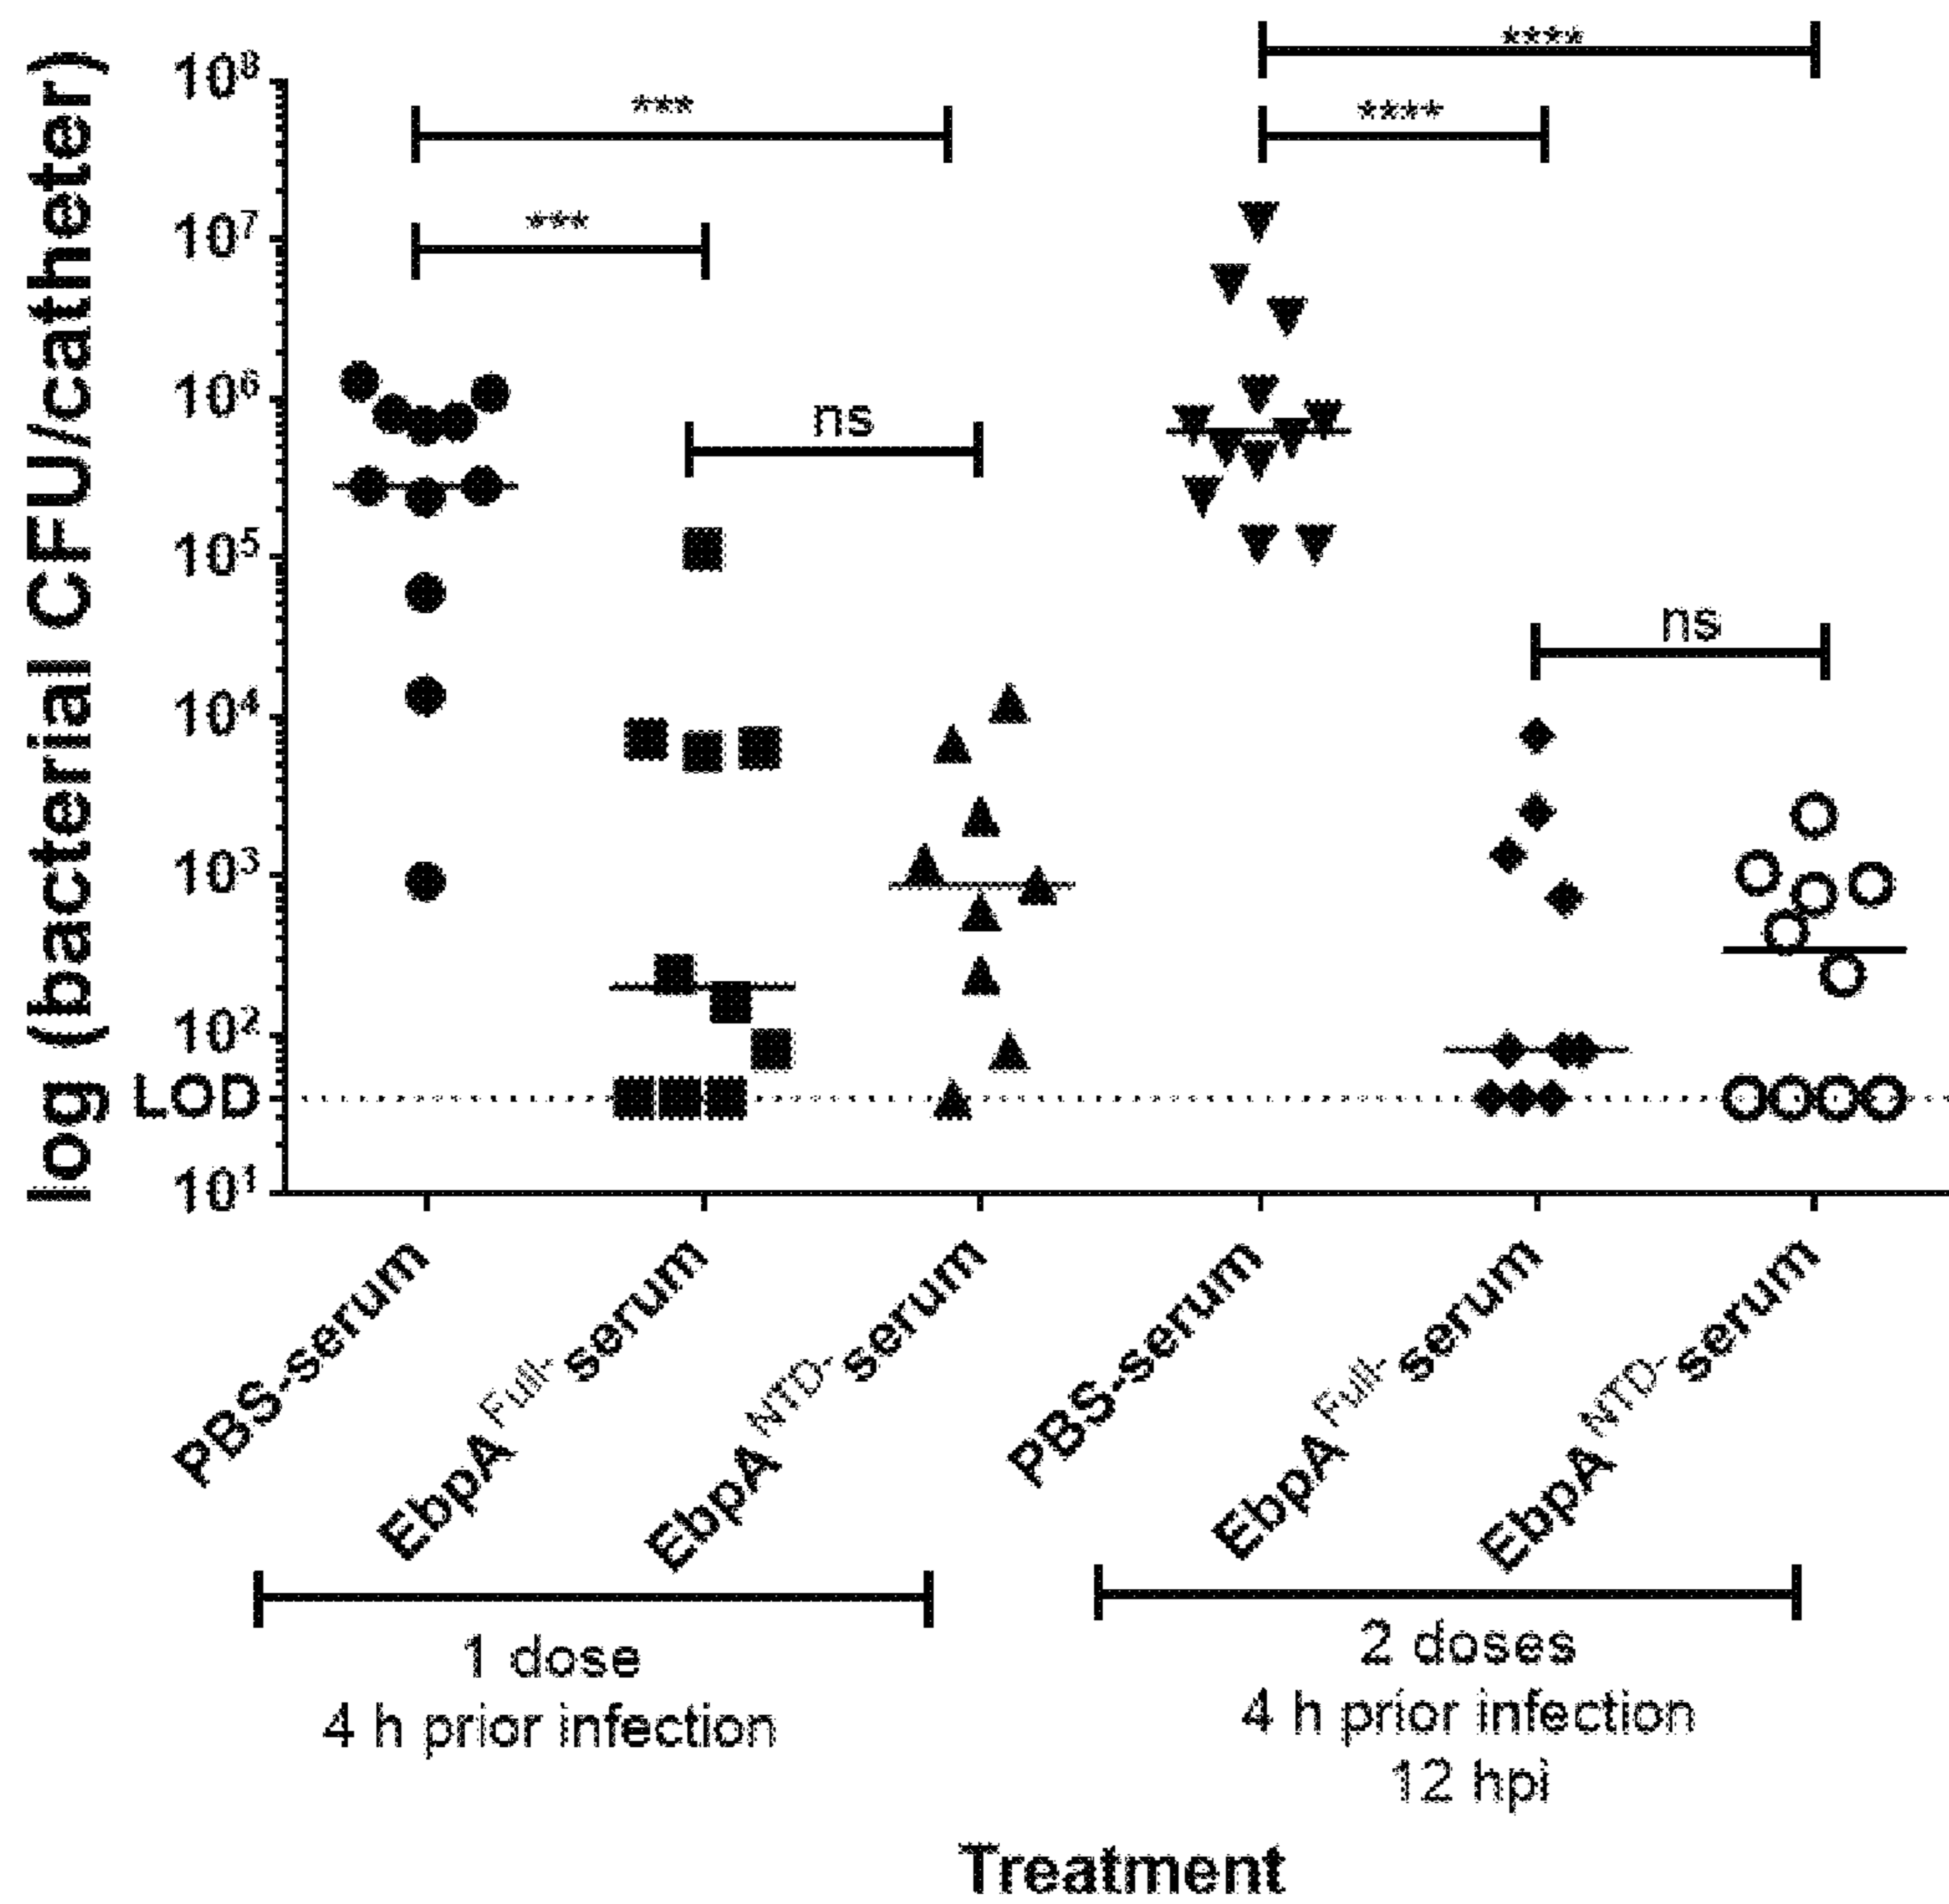 log (bacterial CFU/catheter)
10⁸
10⁷
10⁶
10⁵
10⁴
10³
10²
LOD
10¹
****
***
****
***
ns
ns
PBS-serum
EbpA^Full- serum
EbpA^NTD- serum
PBS-serum
EbpA^Full- serum
EbpA^NTD- serum
1 dose
4 h prior infection
2 doses
4 h prior infection
12 hpi
Treatment